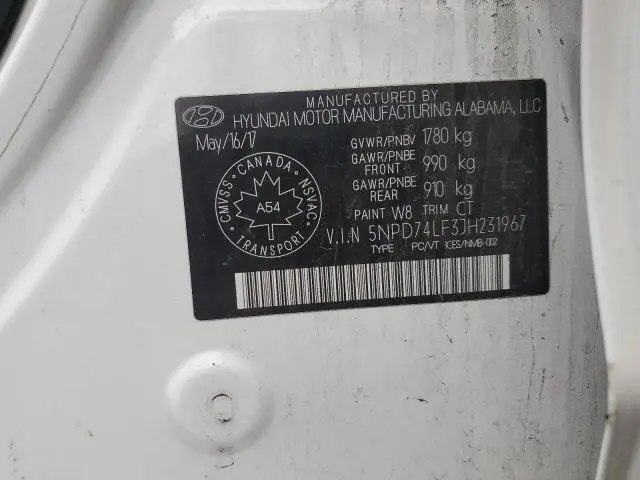 MANUFACTURED BY
HYUNDAI MOTOR MANUFACTURING ALABAMA, LLC
May/16/17
GVWR/PNBV 1780 kg
GAWR/PNBE FRONT 990 kg
GAWR/PNBE REAR 910 kg
PAINT W8 TRIM CT
V.I.N 5NPD74LF3JH231967
TYPE PC/VT ICES/NMB-002
CMVSS • CANADA • NSVAC
A54
TRANSPORT